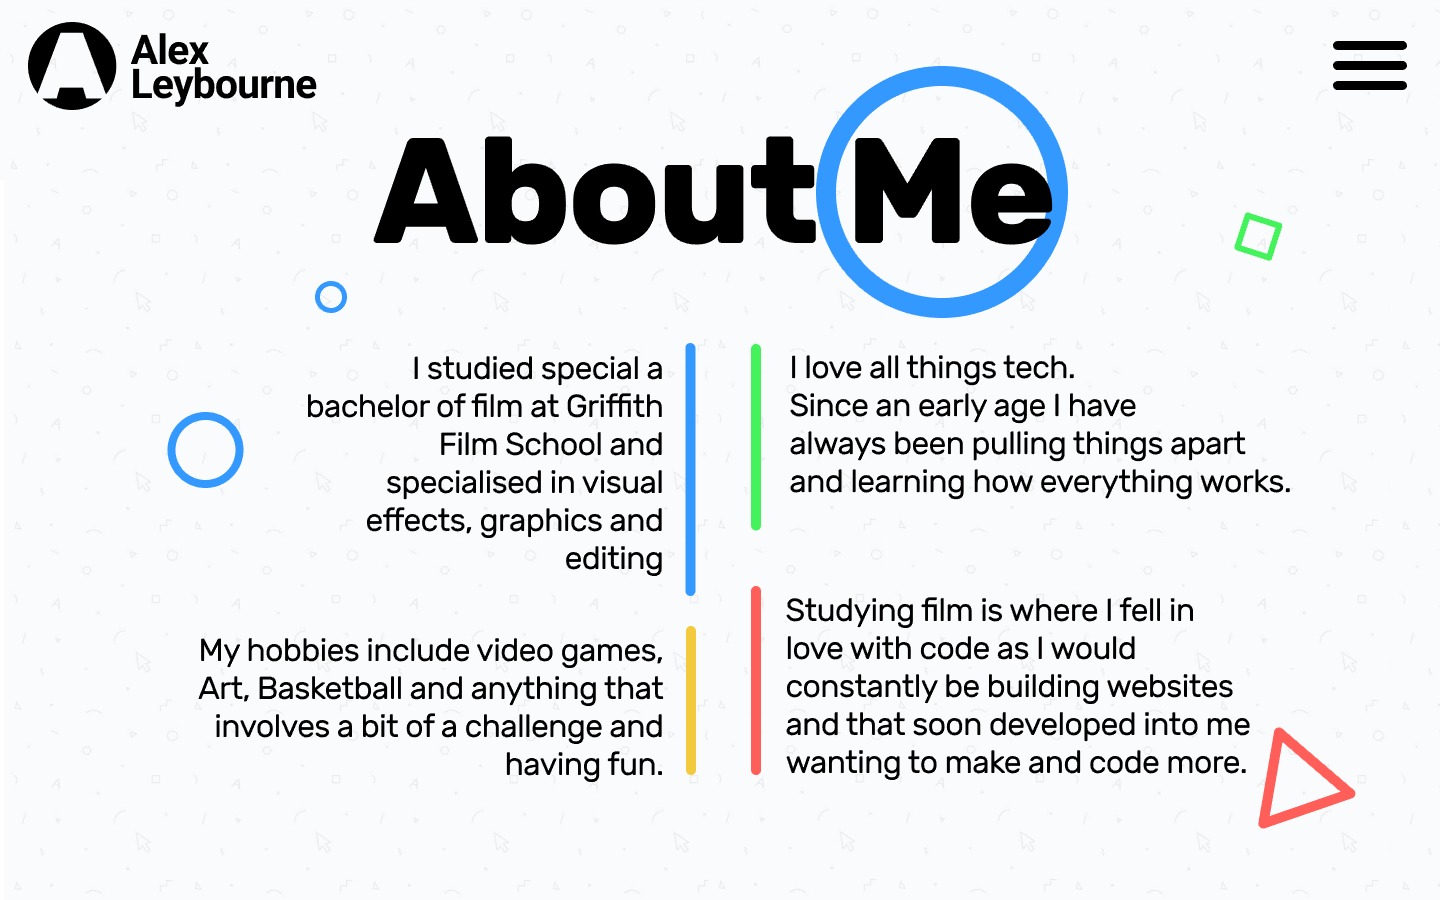 Alex
Leybourne
About Me
I studied special a
bachelor of film at Griffith
Film School and
specialised in visual
effects, graphics and
editing
I love all things tech.
Since an early age I have
always been pulling things apart
and learning how everything works.
My hobbies include video games,
Art, Basketball and anything that
involves a bit of a challenge and
having fun.
Studying film is where I fell in
love with code as I would
constantly be building websites
and that soon developed into me
wanting to make and code more.